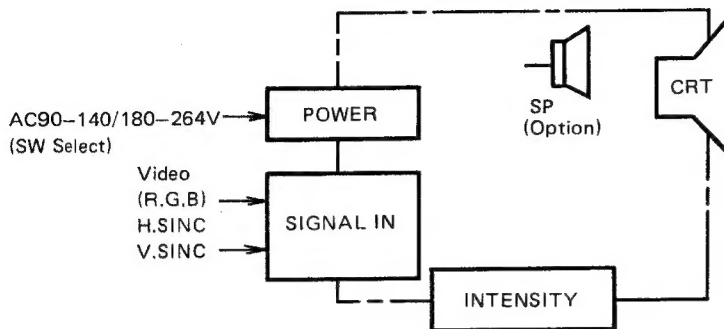 POWER
SP
(Option)
CRT
AC90–140/180–264V
(SW Select)
Video
(R.G.B)
H.SINC
V.SINC
SIGNAL IN
INTENSITY